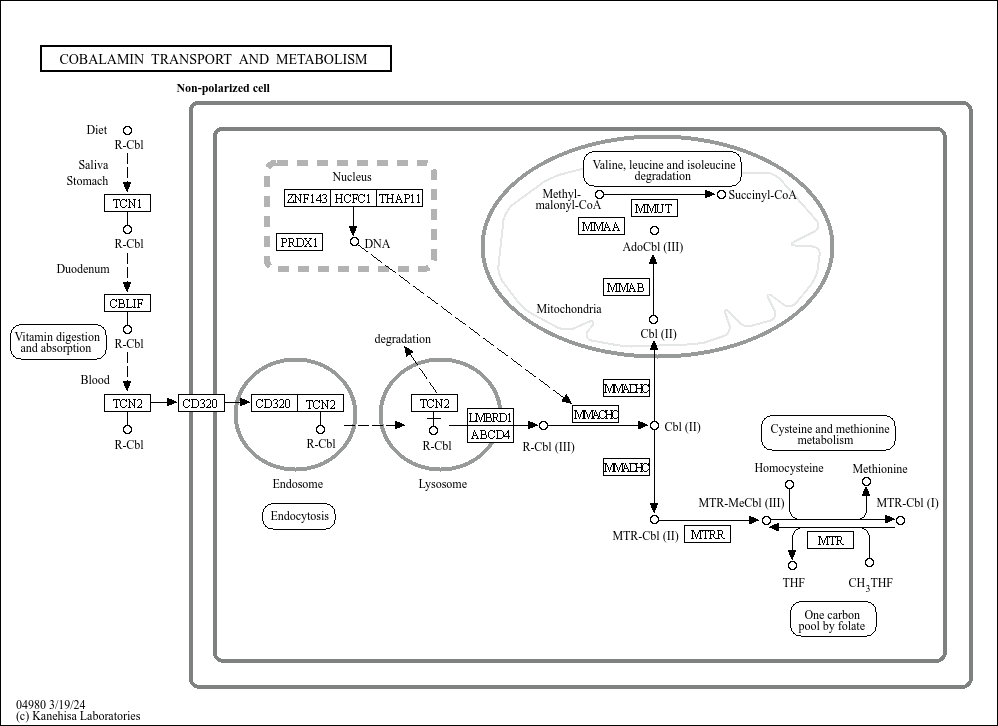 COBALAMIN TRANSPORT AND METABOLISM
Non-polarized cell
Diet
R-Cbl
Saliva
Stomach
TCN1
R-Cbl
Duodenum
CBLIF
Vitamin digestion
and absorption
R-Cbl
Blood
TCN2
R-Cbl
CD320
Nucleus
ZNF143
HCFC1
THAP11
PRDX1
DNA
Valine, leucine and isoleucine
degradation
Methyl-
malonyl-CoA
Succinyl-CoA
MMUT
MMAA
AdoCbl (III)
MMAB
Mitochondria
Cbl (II)
degradation
CD320
TCN2
R-Cbl
Endosome
Endocytosis
TCN2
R-Cbl
Lysosome
LMBRD1
ABCD4
R-Cbl (III)
MMACHC
MMADHC
Cbl (II)
MMADHC
MTR-Cbl (II)
MTRR
Cysteine and methionine
metabolism
Homocysteine
Methionine
MTR-MeCbl (III)
MTR-Cbl (I)
MTR
THF
CH3THF
One carbon
pool by folate
04980 3/19/24
(c) Kanehisa Laboratories